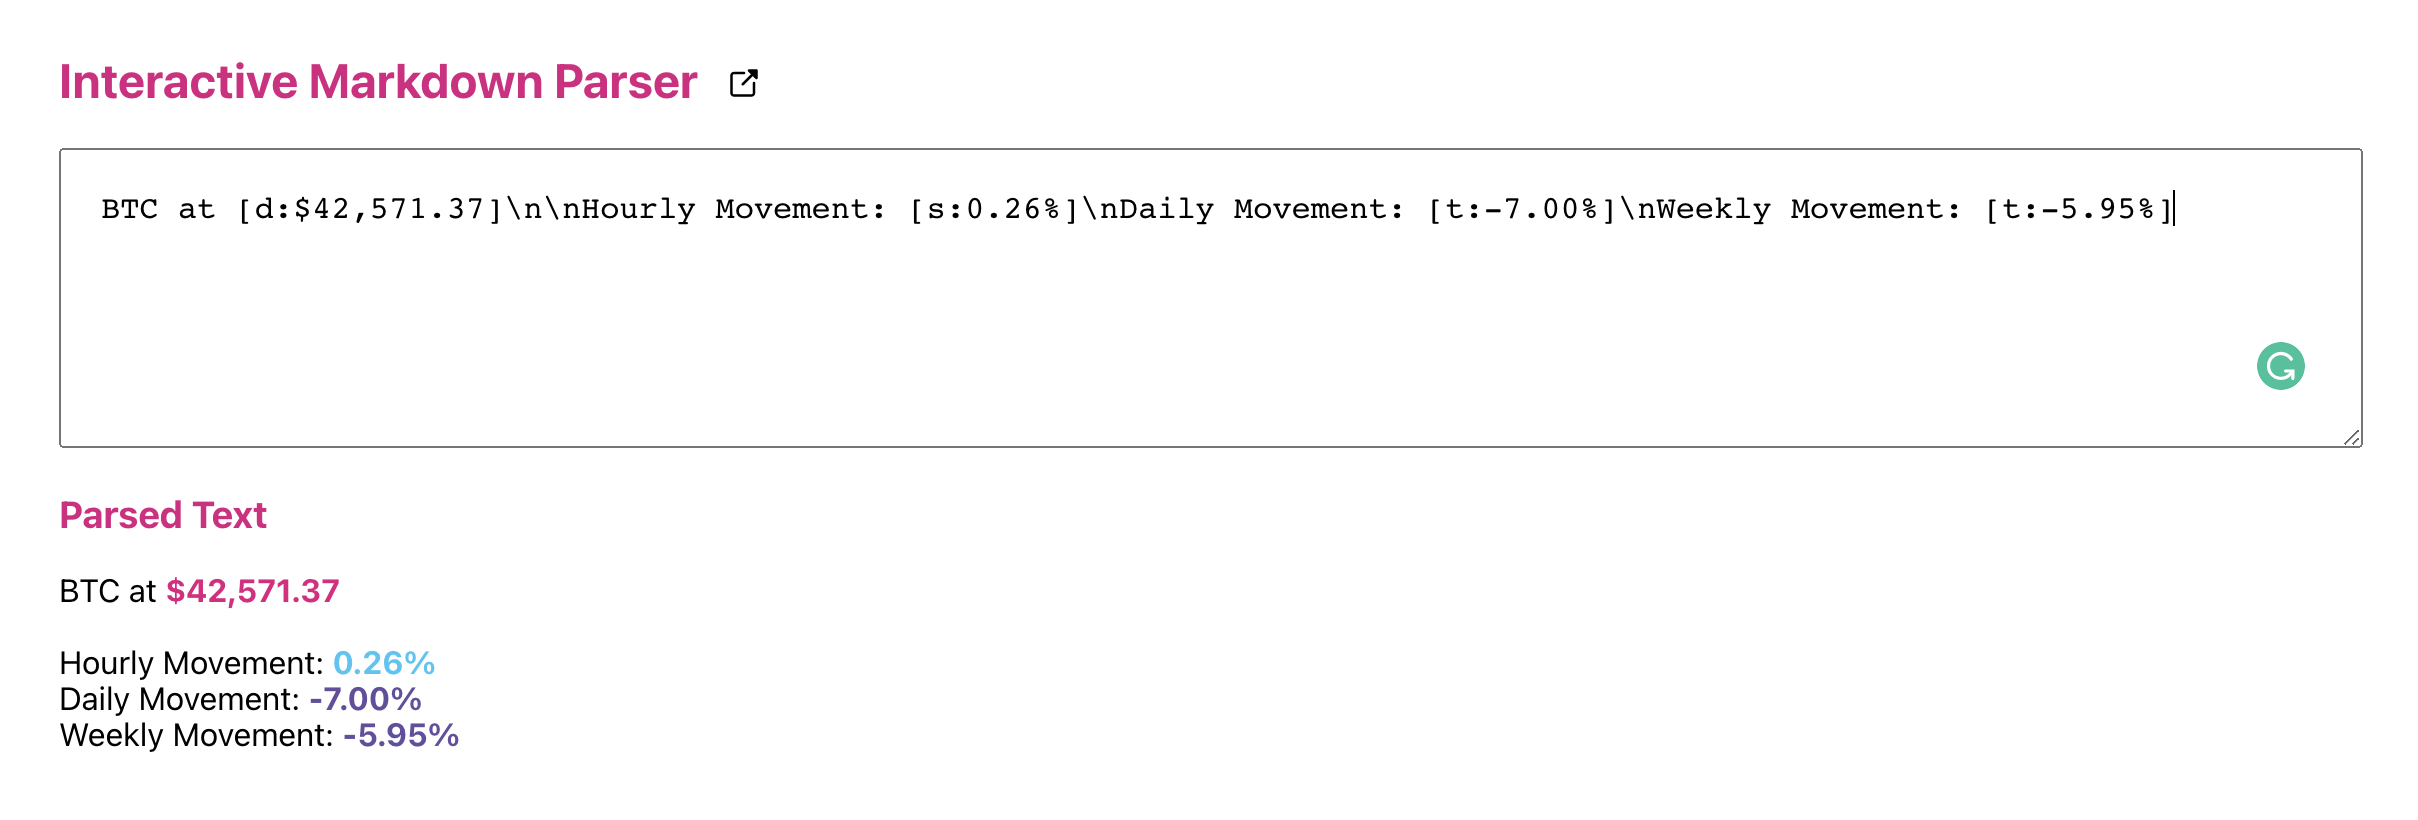 Interactive Markdown Parser
BTC at [d:$42,571.37]\n\nHourly Movement: [s:0.26%]\nDaily Movement: [t:-7.00%]\nWeekly Movement: [t:-5.95%]
Parsed Text
BTC at $42,571.37
Hourly Movement: 0.26%
Daily Movement: -7.00%
Weekly Movement: -5.95%